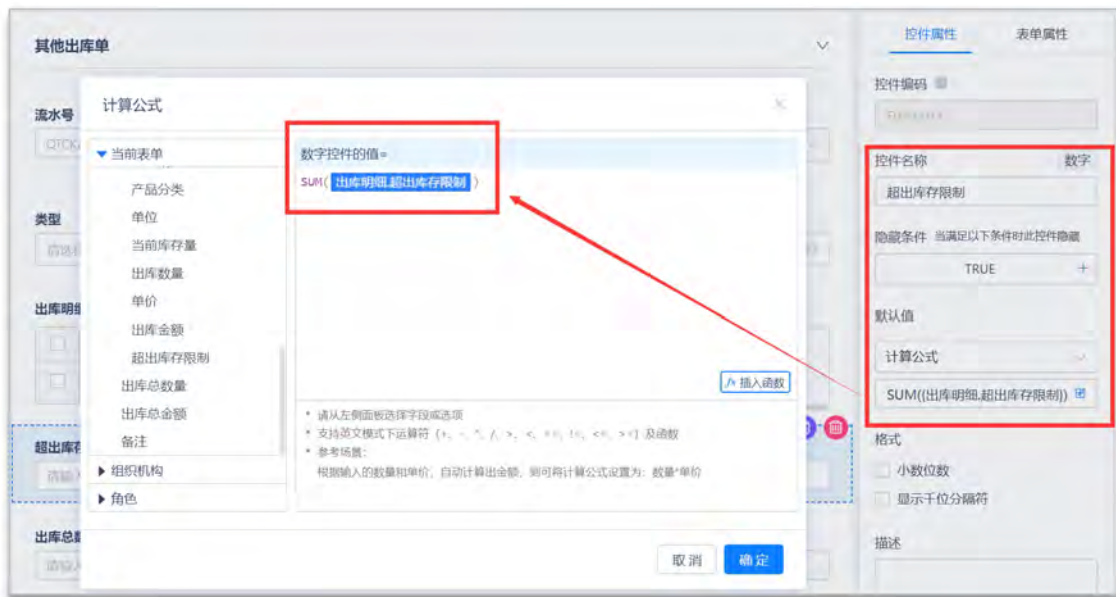 其他出库单
流水号
QTCK
类型
出库明细
超出库存
出库总数
计算公式
当前表单
产品分类
单位
当前库存量
出库数量
单价
出库金额
超出库存限制
出库总数量
出库总金额
备注
组织机构
角色
数字控件的值=
SUM( 出库明细.超出库存限制 )
fx 插入函数
* 请从左侧面板选择字段或选项
* 支持英文模式下运算符 (+, -, *, /, >, <, ==, !=, <=, >=) 及函数
* 参考场景:
根据输入的数量和单价,自动计算出金额,则可将计算公式设置为:数量*单价
取消
确定
控件属性 表单属性
控件编码
控件名称 数字
超出库存限制
隐藏条件 当满足以下条件时此控件隐藏
TRUE +
默认值
计算公式
SUM((出库明细.超出库存限制))
格式
小数位数
显示千位分隔符
描述